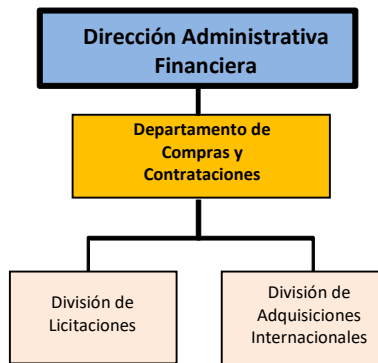 Dirección Administrativa
Financiera
Departamento de
Compras y
Contrataciones
División de
Licitaciones
División de
Adquisiciones
Internacionales